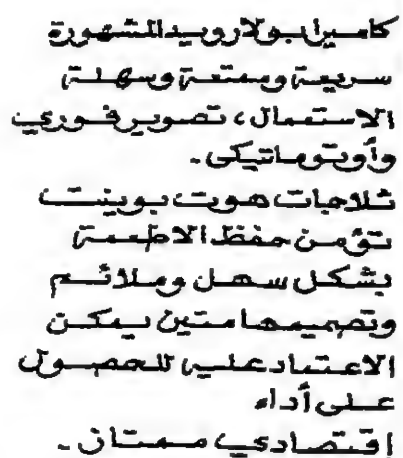 كاميرا بولارويد المشهورة
سريعة وممتعة وسهلة
الاستعمال، تصوير فوري
وأوتوماتيكى.
ثلاجات هوت بوينت
تؤمن حفظ الاطعمة
بشكل سهل وملائم
وتصميمها متين يمكن
الاعتماد عليه للحصول
على أداء
اقتصادي ممتاز.